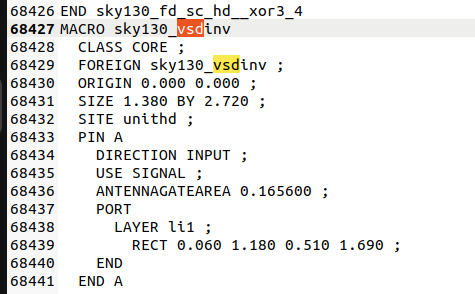 68426 END sky130_fd_sc_hd__xor3_4
68427 MACRO sky130_vsdinv
68428   CLASS CORE ;
68429   FOREIGN sky130_vsdinv ;
68430   ORIGIN 0.000 0.000 ;
68431   SIZE 1.380 BY 2.720 ;
68432   SITE unithd ;
68433   PIN A
68434     DIRECTION INPUT ;
68435     USE SIGNAL ;
68436     ANTENNAGATEAREA 0.165600 ;
68437     PORT
68438       LAYER li1 ;
68439         RECT 0.060 1.180 0.510 1.690 ;
68440     END
68441   END A